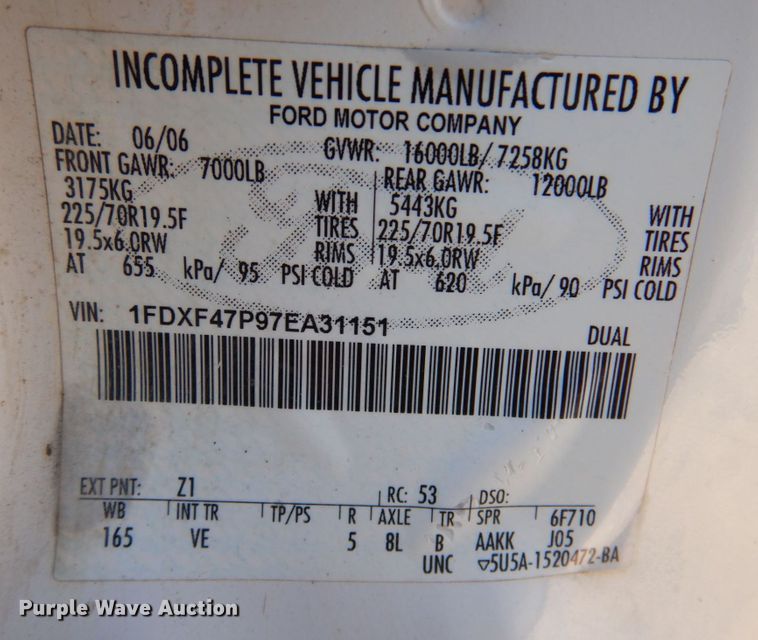 INCOMPLETE VEHICLE MANUFACTURED BY
FORD MOTOR COMPANY
DATE: 06/06 GVWR: 16000LB/ 7258KG
FRONT GAWR: 7000LB REAR GAWR: 12000LB
3175KG WITH 5443KG WITH
225/70R19.5F TIRES 225/70R19.5F TIRES
19.5x6.0RW RIMS 19.5x6.0RW RIMS
AT 655 kPa/ 95 PSI COLD AT 620 kPa/ 90 PSI COLD
VIN: 1FDXF47P97EA31151 DUAL
EXT PNT: Z1 RC: 53 DSO:
WB INT TR TP/PS R AXLE TR SPR 6F710
165 VE 5 8L B AAKK J05
UNC ▽5U5A-1520472-BA
Purple Wave Auction